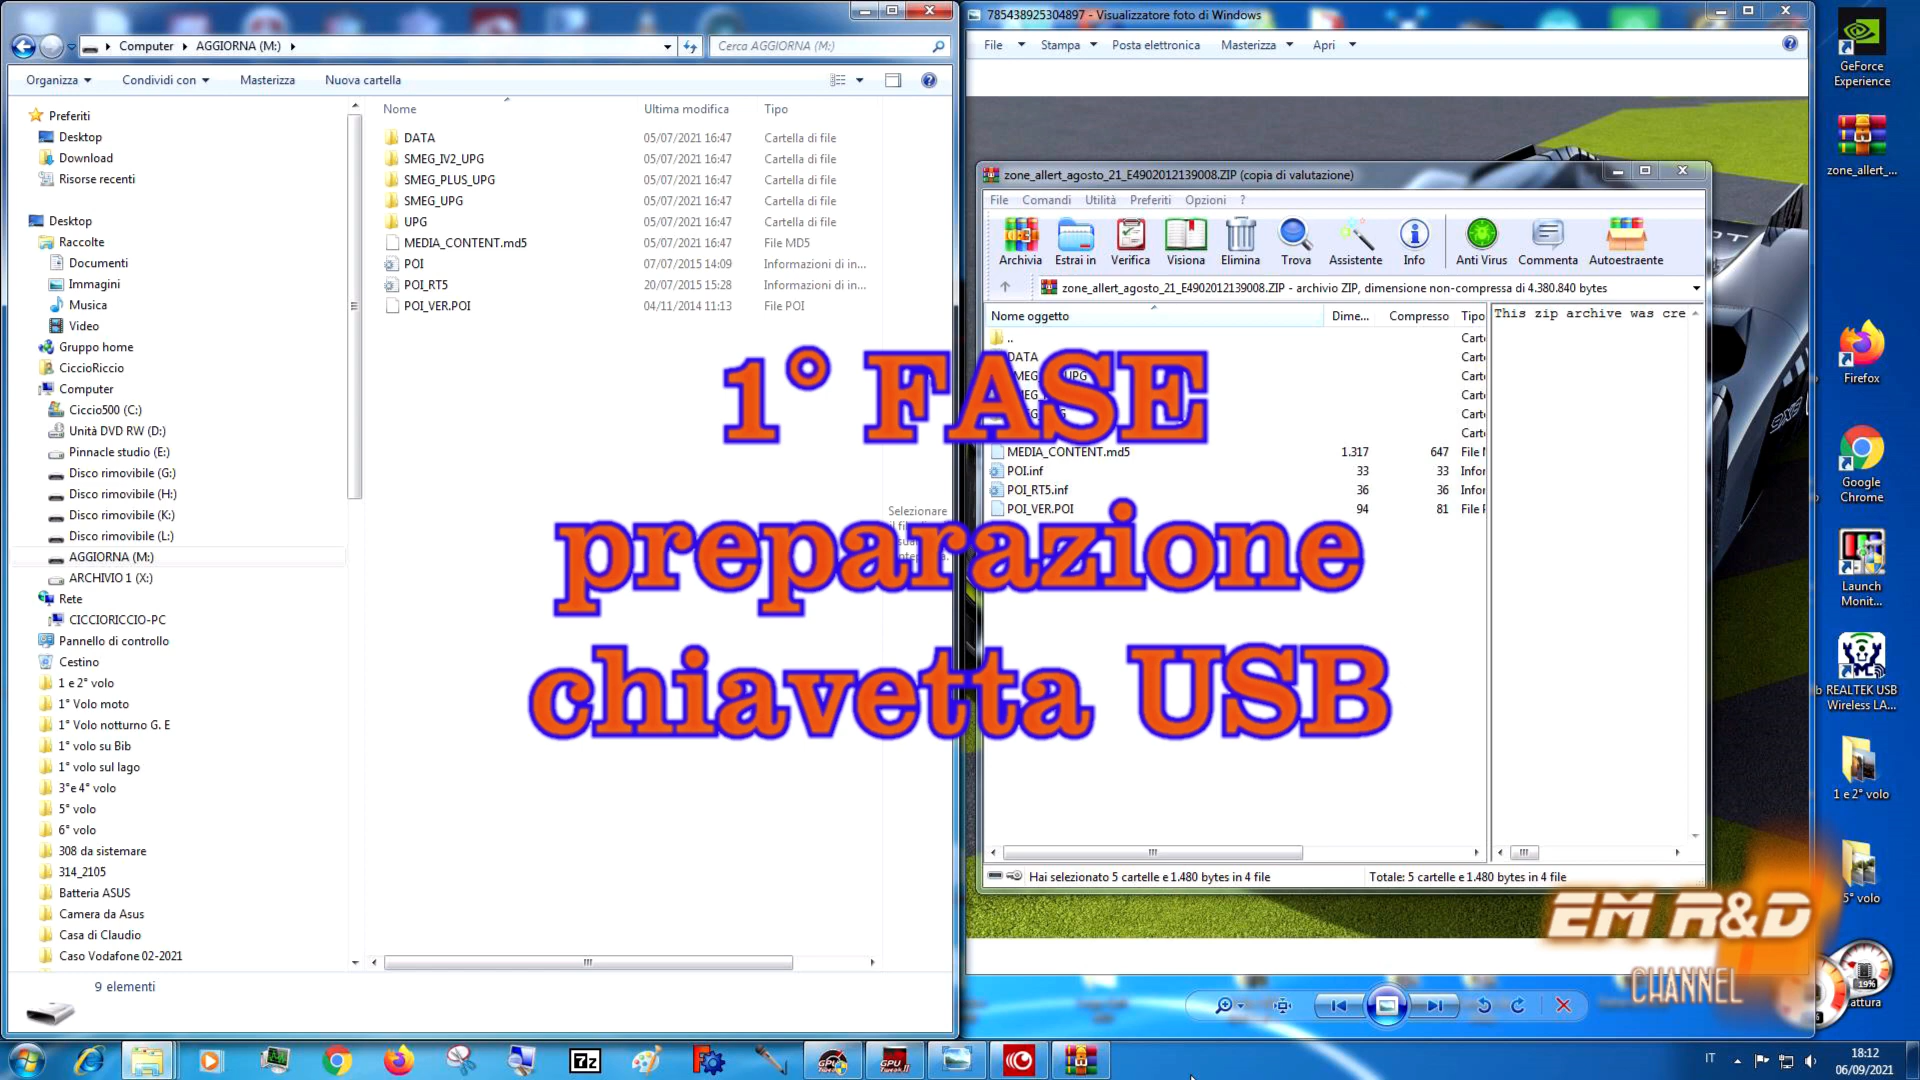 785438925304897 - Visualizzatore foto di Windows
File Stampa Posta elettronica Masterizza Apri
Computer AGGIORNA (M:)
Cerca AGGIORNA (M:)
Organizza Condividi con Masterizza Nuova cartella
Preferiti
Desktop
Download
Risorse recenti
Desktop
Raccolte
Documenti
Immagini
Musica
Video
Gruppo home
CiccioRiccio
Computer
Ciccio500 (C:)
Unità DVD RW (D:)
Pinnacle studio (E:)
Disco rimovibile (G:)
Disco rimovibile (H:)
Disco rimovibile (K:)
Disco rimovibile (L:)
AGGIORNA (M:)
ARCHIVIO 1 (X:)
Rete
CICCIORICCIO-PC
Pannello di controllo
Cestino
1 e 2° volo
1° Volo moto
1° Volo notturno G. E
1° volo su Bib
1° volo sul lago
3°e 4° volo
5° volo
6° volo
308 da sistemare
314_2105
Batteria ASUS
Camera da Asus
Casa di Claudio
Caso Vodafone 02-2021
9 elementi
Nome Ultima modifica Tipo
DATA 05/07/2021 16:47 Cartella di file
SMEG_IV2_UPG 05/07/2021 16:47 Cartella di file
SMEG_PLUS_UPG 05/07/2021 16:47 Cartella di file
SMEG_UPG 05/07/2021 16:47 Cartella di file
UPG 05/07/2021 16:47 Cartella di file
MEDIA_CONTENT.md5 05/07/2021 16:47 File MD5
POI 07/07/2015 14:09 Informazioni di in...
POI_RT5 20/07/2015 15:28 Informazioni di in...
POI_VER.POI 04/11/2014 11:13 File POI
Selezionare
1° FASE
preparazione
chiavetta USB
zone_allert_agosto_21_E4902012139008.ZIP (copia di valutazione)
File Comandi Utilità Preferiti Opzioni ?
Archivia Estrai in Verifica Visiona Elimina Trova Assistente Info Anti Virus Commenta Autoestraente
zone_allert_agosto_21_E4902012139008.ZIP - archivio ZIP, dimensione non-compressa di 4.380.840 bytes
Nome oggetto Dime... Compresso Tipo
This zip archive was cre
.. Carte
DATA Carte
Carte
Carte
Carte
Carte
MEDIA_CONTENT.md5 1.317 647 File
POI.inf 33 33 Infor
POI_RT5.inf 36 36 Infor
POI_VER.POI 94 81 File
Hai selezionato 5 cartelle e 1.480 bytes in 4 file
Totale: 5 cartelle e 1.480 bytes in 4 file
EM R&D
CHANNEL
GeForce
Experience
zone_allert_...
Firefox
Google
Chrome
Launch
Monit...
REALTEK USB
Wireless LA...
1 e 2° volo
5° volo
19%
attura
IT
18:12
06/09/2021